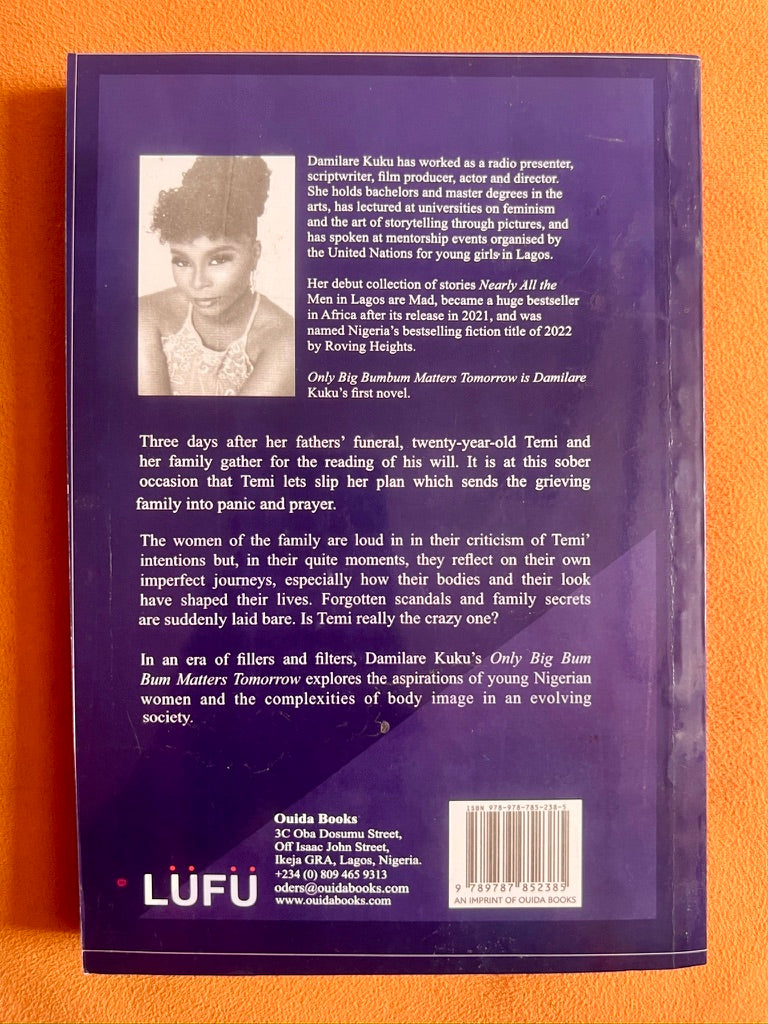 Damilare Kuku has worked as a radio presenter,
scriptwriter, film producer, actor and director.
She holds bachelors and master degrees in the
arts, has lectured at universities on feminism
and the art of storytelling through pictures, and
has spoken at mentorship events organised by
the United Nations for young girls in Lagos.
Her debut collection of stories Nearly All the
Men in Lagos are Mad, became a huge bestseller
in Africa after its release in 2021, and was
named Nigeria's bestselling fiction title of 2022
by Roving Heights.
Only Big Bumbum Matters Tomorrow is Damilare
Kuku's first novel.
Three days after her fathers' funeral, twenty-year-old Temi and
her family gather for the reading of his will. It is at this sober
occasion that Temi lets slip her plan which sends the grieving
family into panic and prayer.
The women of the family are loud in in their criticism of Temi'
intentions but, in their quite moments, they reflect on their own
imperfect journeys, especially how their bodies and their look
have shaped their lives. Forgotten scandals and family secrets
are suddenly laid bare. Is Temi really the crazy one?
In an era of fillers and filters, Damilare Kuku's Only Big Bum
Bum Matters Tomorrow explores the aspirations of young Nigerian
women and the complexities of body image in an evolving
society.
LÜFÜ
Ouida Books
3C Oba Dosumu Street,
Off Isaac John Street,
Ikeja GRA, Lagos, Nigeria.
+234 (0) 809 465 9313
oders@ouidabooks.com
www.ouidabooks.com
ISBN 978-978-785-238-5
9 789787 852385
AN IMPRINT OF OUIDA BOOKS